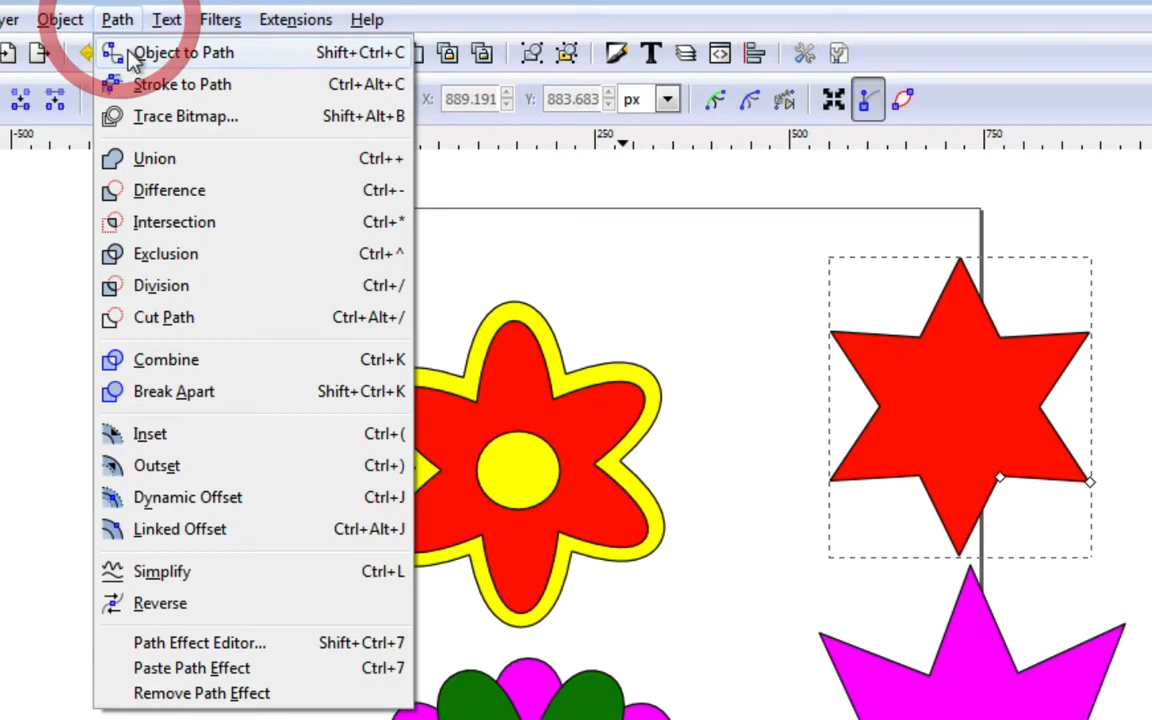 yer Object Path Text Filters Extensions Help
X: 889.191 Y: 883.683 px
-500 250 500 750
Object to Path Shift+Ctrl+C
Stroke to Path Ctrl+Alt+C
Trace Bitmap... Shift+Alt+B
Union Ctrl++
Difference Ctrl+-
Intersection Ctrl+*
Exclusion Ctrl+^
Division Ctrl+/
Cut Path Ctrl+Alt+/
Combine Ctrl+K
Break Apart Shift+Ctrl+K
Inset Ctrl+(
Outset Ctrl+)
Dynamic Offset Ctrl+J
Linked Offset Ctrl+Alt+J
Simplify Ctrl+L
Reverse
Path Effect Editor... Shift+Ctrl+7
Paste Path Effect Ctrl+7
Remove Path Effect